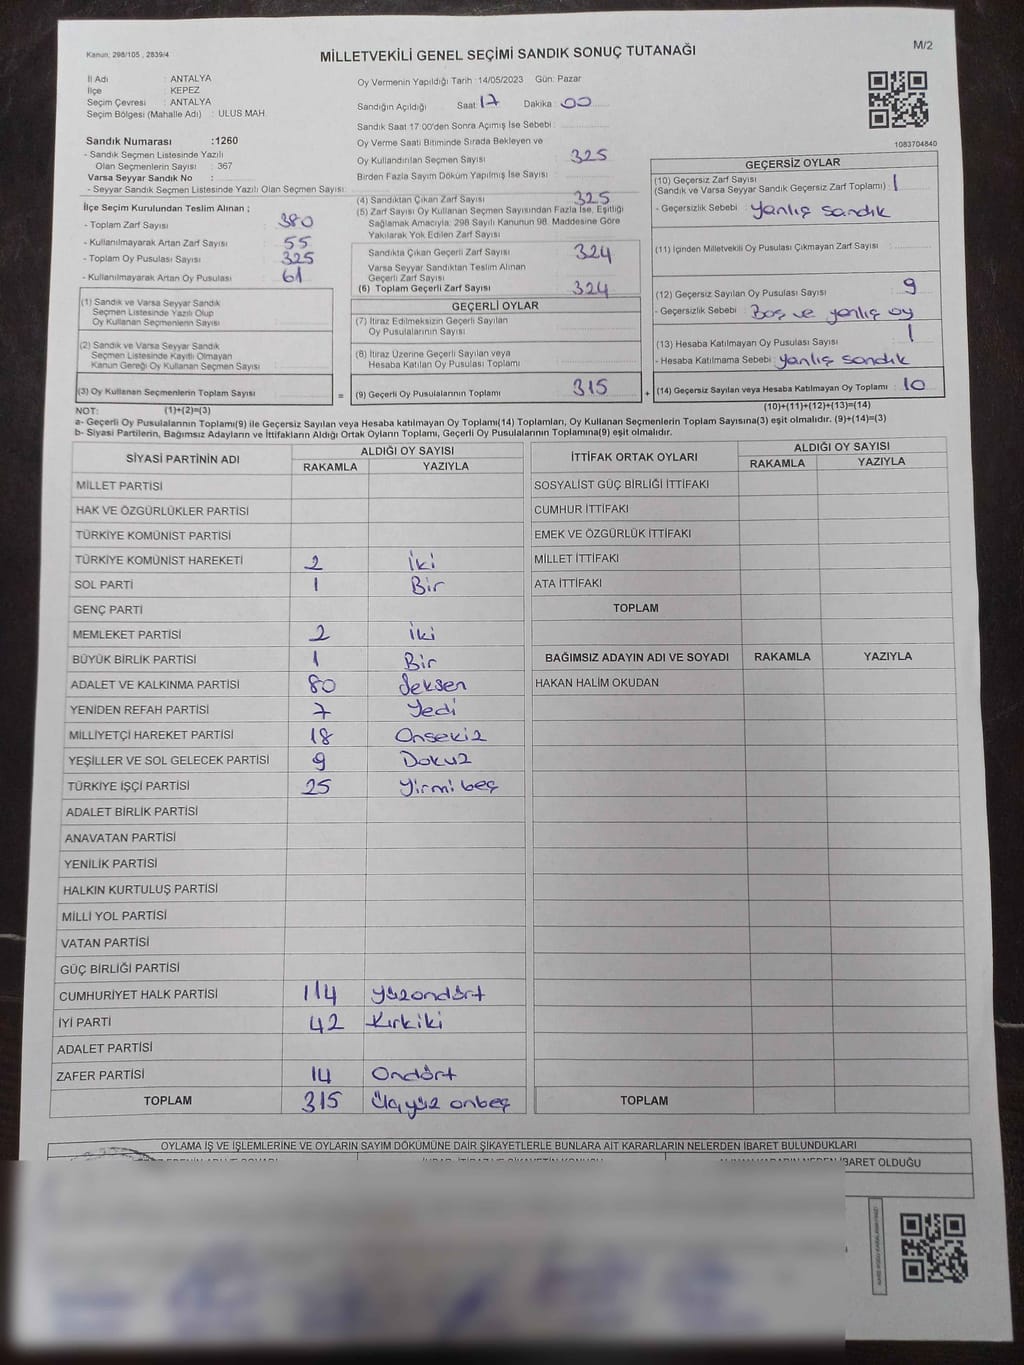 Kanun: 298/105 , 2839/4
MİLLETVEKİLİ GENEL SEÇİMİ SANDIK SONUÇ TUTANAĞI
M/2
İl Adı : ANTALYA
İlçe : KEPEZ
Seçim Çevresi : ANTALYA
Seçim Bölgesi (Mahalle Adı) : ULUS MAH.
Oy Vermenin Yapıldığı Tarih : 14/05/2023 Gün: Pazar
Sandığın Açıldığı Saat: 17 Dakika : 00
Sandık Saat 17:00'den Sonra Açımış İse Sebebi :
Sandık Numarası :1260
- Sandık Seçmen Listesinde Yazılı
Olan Seçmenlerin Sayısı : 367
Varsa Seyyar Sandık No :
- Seyyar Sandık Seçmen Listesinde Yazılı Olan Seçmen Sayısı:
Oy Verme Saati Bitiminde Sırada Bekleyen ve
Oy Kullandırılan Seçmen Sayısı : 325
Birden Fazla Sayım Döküm Yapılmış İse Sayısı :
1083704840
İlçe Seçim Kurulundan Teslim Alınan ;
- Toplam Zarf Sayısı : 380
- Kullanılmayarak Artan Zarf Sayısı : 55
- Toplam Oy Pusulası Sayısı : 325
- Kullanılmayarak Artan Oy Pusulası : 61
(4) Sandıktan Çıkan Zarf Sayısı : 325
(5) Zarf Sayısı Oy Kullanan Seçmen Sayısından Fazla İse, Eşitliği
Sağlamak Amacıyla, 298 Sayılı Kanunun 98. Maddesine Göre
Yakılarak Yok Edilen Zarf Sayısı :
Sandıkta Çıkan Geçerli Zarf Sayısı : 324
Varsa Seyyar Sandıktan Teslim Alınan
Geçerli Zarf Sayısı :
(6) Toplam Geçerli Zarf Sayısı : 324
GEÇERSİZ OYLAR
(10) Geçersiz Zarf Sayısı
(Sandık ve Varsa Seyyar Sandık Geçersiz Zarf Toplamı) : 1
- Geçersizlik Sebebi : Yanlış sandık
(11) İçinden Milletvekili Oy Pusulası Çıkmayan Zarf Sayısı :
(12) Geçersiz Sayılan Oy Pusulası Sayısı : 9
- Geçersizlik Sebebi : Boş ve yanlış oy
(13) Hesaba Katılmayan Oy Pusulası Sayısı : 1
- Hesaba Katılmama Sebebi : yanlış sandık
(14) Geçersiz Sayılan veya Hesaba Katılmayan Oy Toplamı : 10
(1) Sandık ve Varsa Seyyar Sandık
Seçmen Listesinde Yazılı Olup
Oy Kullanan Seçmenlerin Sayısı :
(2) Sandık ve Varsa Seyyar Sandık
Seçmen Listesinde Kayıtlı Olmayan
Kanun Gereği Oy Kullanan Seçmen Sayısı :
(3) Oy Kullanan Seçmenlerin Toplam Sayısı :
=
GEÇERLİ OYLAR
(7) İtiraz Edilmeksizin Geçerli Sayılan
Oy Pusulalarının Sayısı :
(8) İtiraz Üzerine Geçerli Sayılan veya
Hesaba Katılan Oy Pusulası Toplamı :
(9) Geçerli Oy Pusulalarının Toplamı : 315
+
NOT: (1)+(2)=(3)
(10)+(11)+(12)+(13)=(14)
a- Geçerli Oy Pusulalarının Toplamı(9) ile Geçersiz Sayılan veya Hesaba katılmayan Oy Toplamı(14) Toplamları, Oy Kullanan Seçmenlerin Toplam Sayısına(3) eşit olmalıdır. (9)+(14)=(3)
b- Siyasi Partilerin, Bağımsız Adayların ve İttifakların Aldığı Ortak Oyların Toplamı, Geçerli Oy Pusulalarının Toplamına(9) eşit olmalıdır.
SİYASİ PARTİNİN ADI ALDIĞI OY SAYISI
RAKAMLA YAZIYLA
MİLLET PARTİSİ
HAK VE ÖZGÜRLÜKLER PARTİSİ
TÜRKİYE KOMÜNİST PARTİSİ
TÜRKİYE KOMÜNİST HAREKETİ 2 İki
SOL PARTİ 1 Bir
GENÇ PARTİ
MEMLEKET PARTİSİ 2 İki
BÜYÜK BİRLİK PARTİSİ 1 Bir
ADALET VE KALKINMA PARTİSİ 80 Seksen
YENİDEN REFAH PARTİSİ 7 Yedi
MİLLİYETÇİ HAREKET PARTİSİ 18 Onsekiz
YEŞİLLER VE SOL GELECEK PARTİSİ 9 Dokuz
TÜRKİYE İŞÇİ PARTİSİ 25 Yirmi beş
ADALET BİRLİK PARTİSİ
ANAVATAN PARTİSİ
YENİLİK PARTİSİ
HALKIN KURTULUŞ PARTİSİ
MİLLİ YOL PARTİSİ
VATAN PARTİSİ
GÜÇ BİRLİĞİ PARTİSİ
CUMHURİYET HALK PARTİSİ 114 yüzondört
İYİ PARTİ 42 Kırkiki
ADALET PARTİSİ
ZAFER PARTİSİ 14 Ondört
TOPLAM 315 Üçyüz onbeş
İTTİFAK ORTAK OYLARI ALDIĞI OY SAYISI
RAKAMLA YAZIYLA
SOSYALİST GÜÇ BİRLİĞİ İTTİFAKI
CUMHUR İTTİFAKI
EMEK VE ÖZGÜRLÜK İTTİFAKI
MİLLET İTTİFAKI
ATA İTTİFAKI
TOPLAM
BAĞIMSIZ ADAYIN ADI VE SOYADI RAKAMLA YAZIYLA
HAKAN HALİM OKUDAN
TOPLAM
OYLAMA İŞ VE İŞLEMLERİNE VE OYLARIN SAYIM DÖKÜMÜNE DAİR ŞİKAYETLERLE BUNLARA AİT KARARLARIN NELERDEN İBARET BULUNDUKLARI
İBARET OLDUĞU